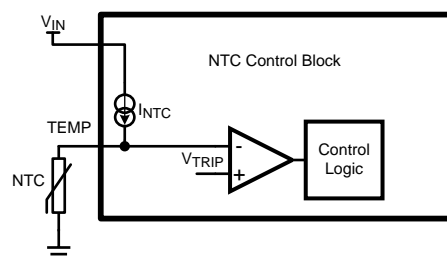 VIN
NTC Control Block
INTC
TEMP
VTRIP
-
+
Control
Logic
NTC